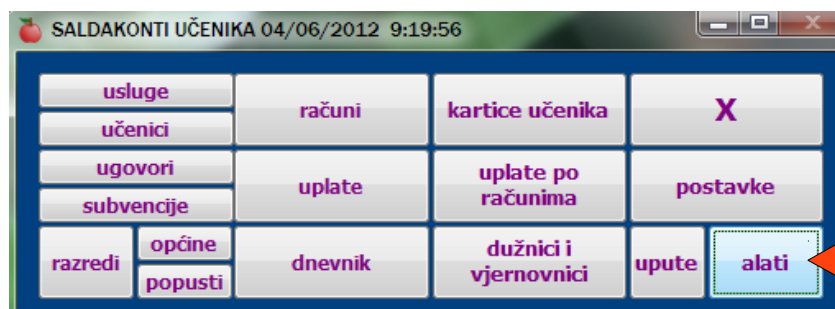 SALDAKONTI UČENIKA 04/06/2012 9:19:56
usluge
učenici
računi
kartice učenika
X
ugovori
subvencije
uplate
uplate po
računima
postavke
razredi
općine
popusti
dnevnik
dužnici i
vjernovnici
upute
alati